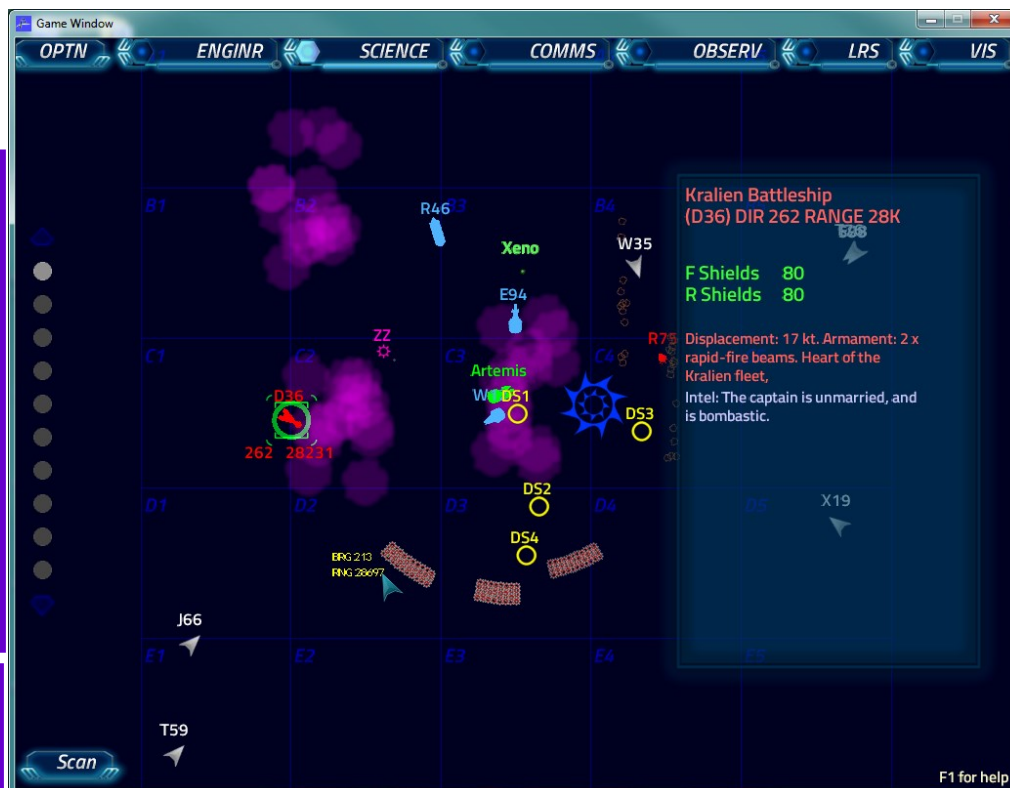 Game Window
OPTN ENGINR SCIENCE COMMS OBSERV LRS VIS
B1 B2 B3 B4
R46
Xeno
W35
E94
Kralien Battleship
(D36) DIR 262 RANGE 28K
F Shields 80
R Shields 80
Displacement: 17 kt. Armament: 2 x
rapid-fire beams. Heart of the
Kralien fleet,
Intel: The captain is unmarried, and
is bombastic.
ZZ
C1 C2 C3 C4
Artemis
D36
DS1
DS3
262 28231
D1 D2 D3 D4 D5
DS2
X19
DS4
BRG 213
RNG 28697
J66
E1 E2 E3 E4 E5
T59
Scan
F1 for help